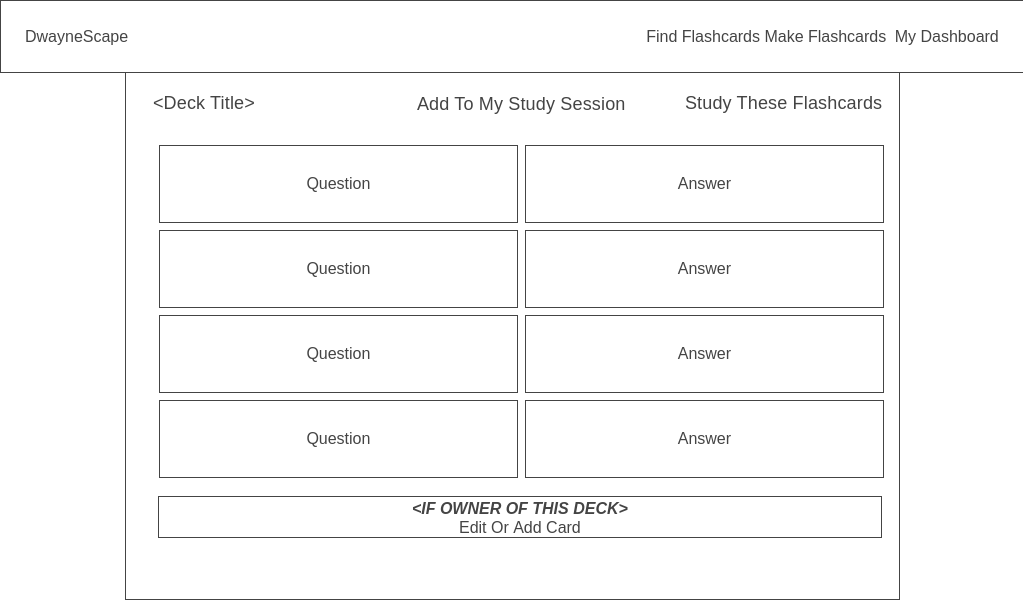 DwayneScape
Find Flashcards Make Flashcards  My Dashboard
<Deck Title>
Add To My Study Session
Study These Flashcards
Question
Answer
Question
Answer
Question
Answer
Question
Answer
<IF OWNER OF THIS DECK>
Edit Or Add Card